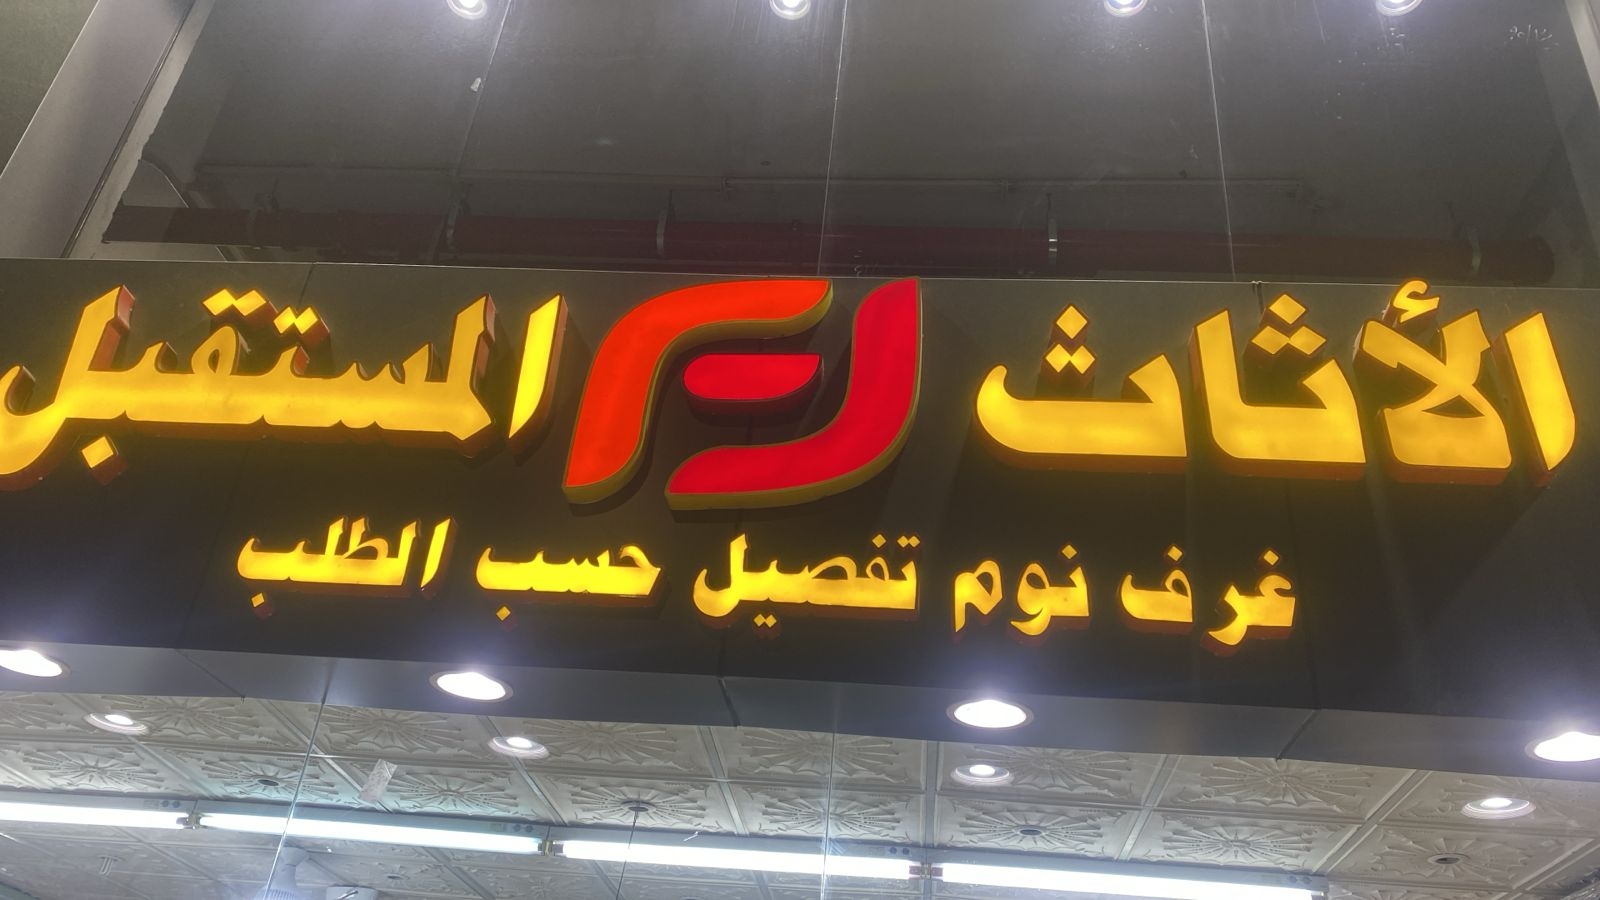 الأثاث المستقبل
غرف نوم تفصيل حسب الطلب